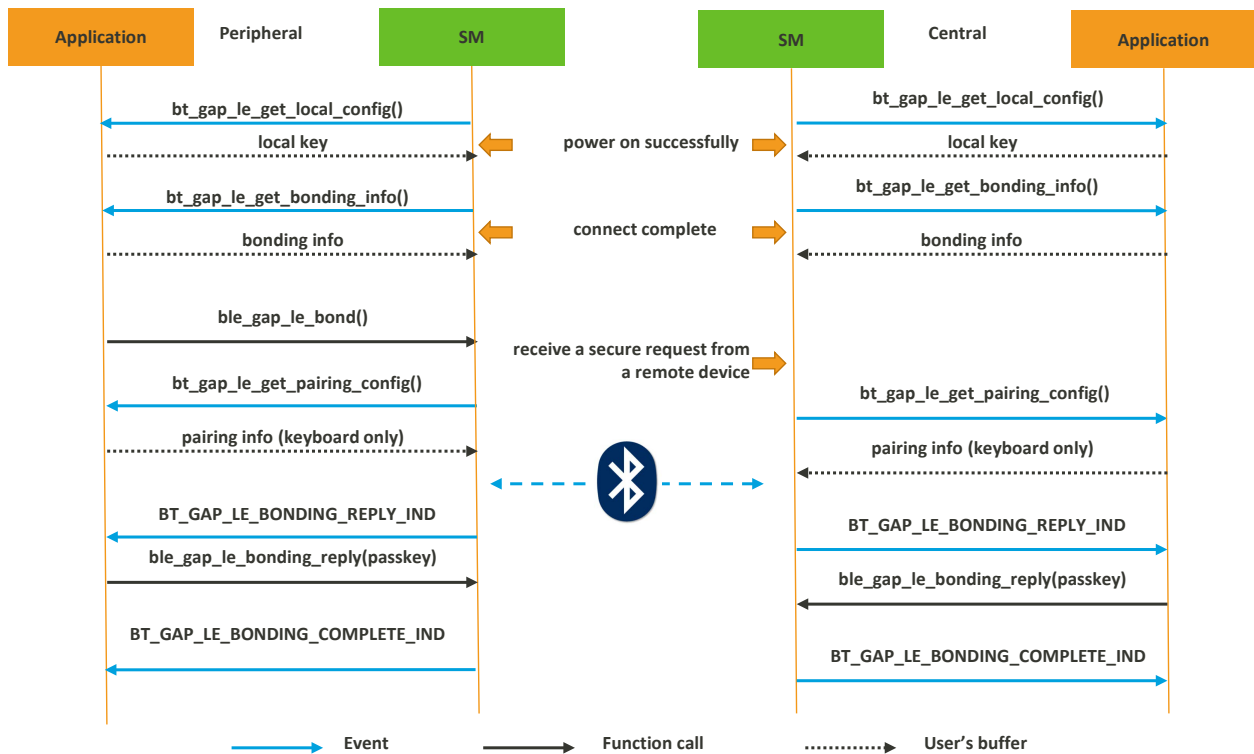 Application
Peripheral
SM
SM
Central
Application
bt_gap_le_get_local_config()
bt_gap_le_get_local_config()
local key
power on successfully
local key
bt_gap_le_get_bonding_info()
bt_gap_le_get_bonding_info()
connect complete
bonding info
bonding info
ble_gap_le_bond()
receive a secure request from
a remote device
bt_gap_le_get_pairing_config()
bt_gap_le_get_pairing_config()
pairing info (keyboard only)
pairing info (keyboard only)
BT_GAP_LE_BONDING_REPLY_IND
BT_GAP_LE_BONDING_REPLY_IND
ble_gap_le_bonding_reply(passkey)
ble_gap_le_bonding_reply(passkey)
BT_GAP_LE_BONDING_COMPLETE_IND
BT_GAP_LE_BONDING_COMPLETE_IND
Event
Function call
User's buffer